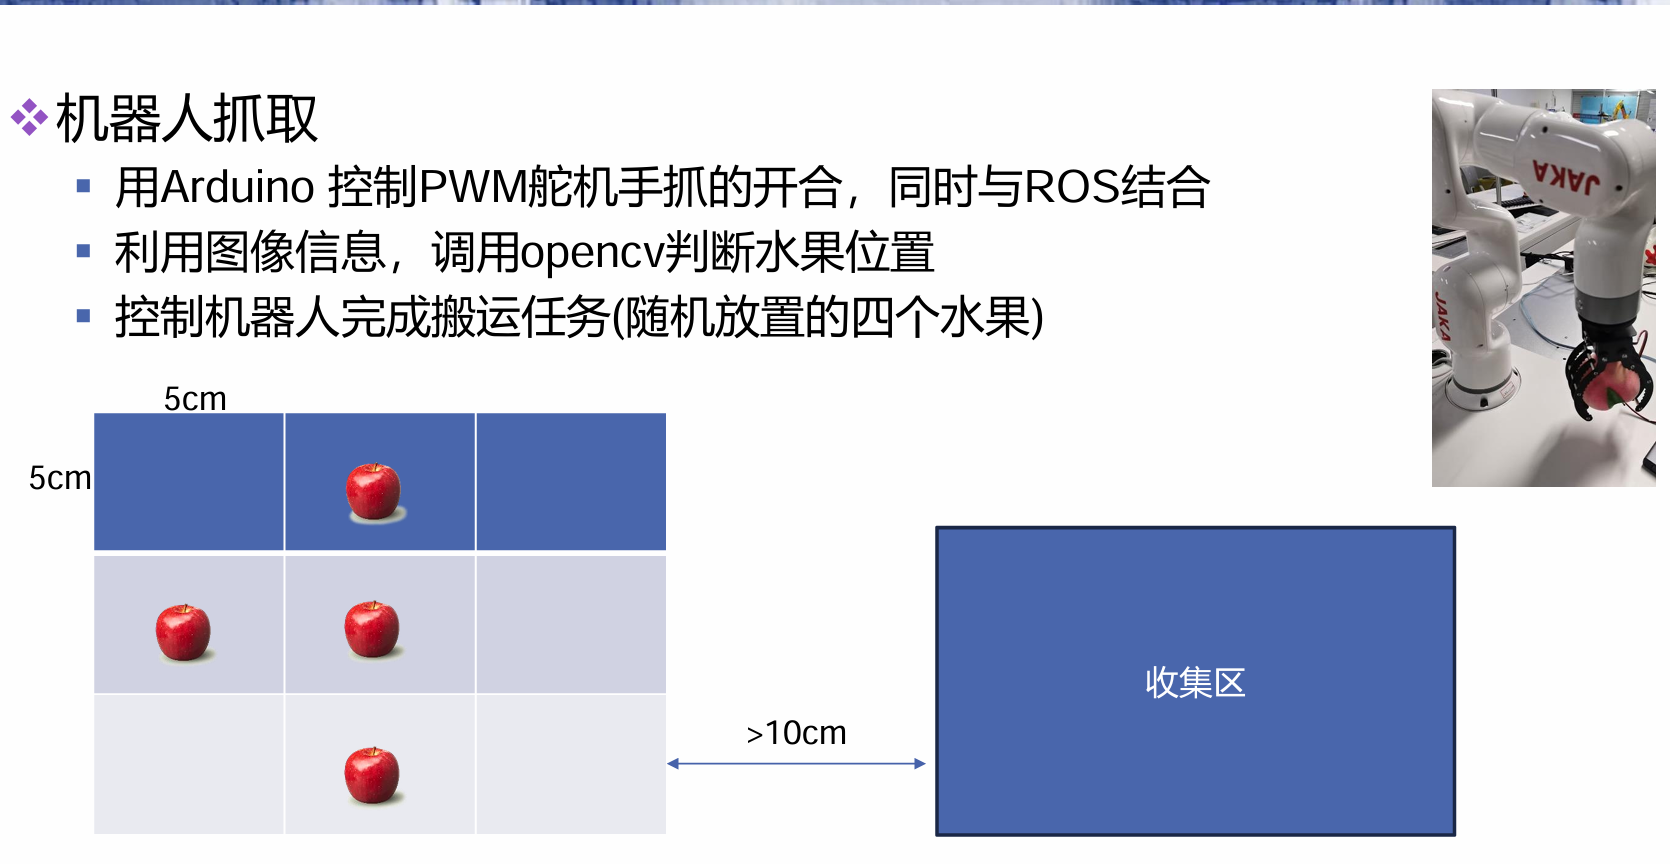 机器人抓取
用Arduino 控制PWM舵机手抓的开合，同时与ROS结合
利用图像信息，调用opencv判断水果位置
控制机器人完成搬运任务(随机放置的四个水果)
5cm
5cm
>10cm
收集区
JAKA
JAKA